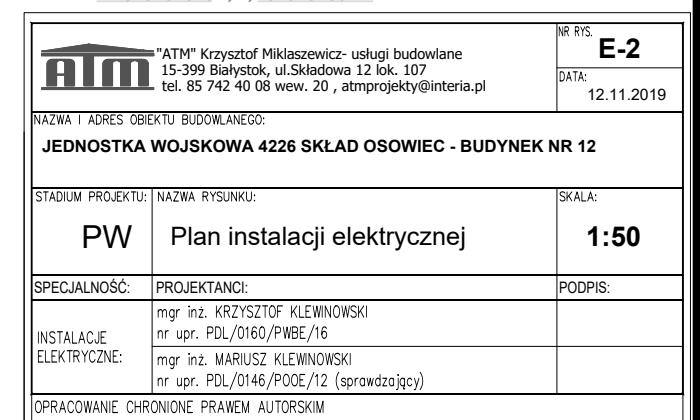 ATM
"ATM" Krzysztof Miklaszewicz- usługi budowlane
15-399 Białystok, ul.Składowa 12 lok. 107
tel. 85 742 40 08 wew. 20 , atmprojekty@interia.pl
NR RYS.
E-2
DATA:
12.11.2019
NAZWA I ADRES OBIEKTU BUDOWLANEGO:
JEDNOSTKA WOJSKOWA 4226 SKŁAD OSOWIEC - BUDYNEK NR 12
STADIUM PROJEKTU:
PW
NAZWA RYSUNKU:
Plan instalacji elektrycznej
SKALA:
1:50
SPECJALNOŚĆ:
PROJEKTANCI:
PODPIS:
INSTALACJE
ELEKTRYCZNE:
mgr inż. KRZYSZTOF KLEWINOWSKI
nr upr. PDL/0160/PWBE/16
mgr inż. MARIUSZ KLEWINOWSKI
nr upr. PDL/0146/POOE/12 (sprawdzający)
OPRACOWANIE CHRONIONE PRAWEM AUTORSKIM